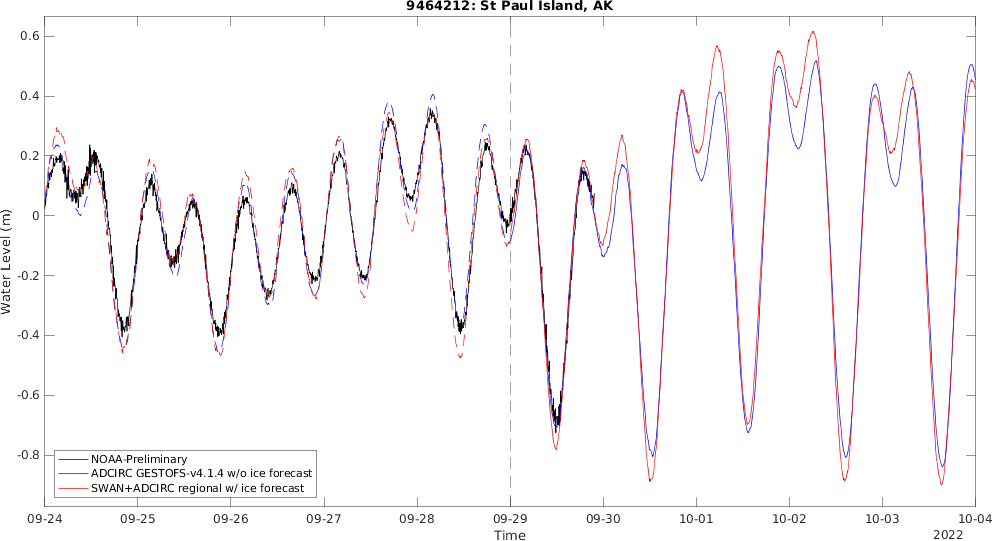 9464212: St Paul Island, AK
0.6
0.4
0.2
0
-0.2
-0.4
-0.6
-0.8
Water Level (m)
NOAA-Preliminary
ADCIRC GESTOFS-v4.1.4 w/o ice forecast
SWAN+ADCIRC regional w/ ice forecast
09-24 09-25 09-26 09-27 09-28 09-29 09-30 10-01 10-02 10-03 10-04
Time
2022